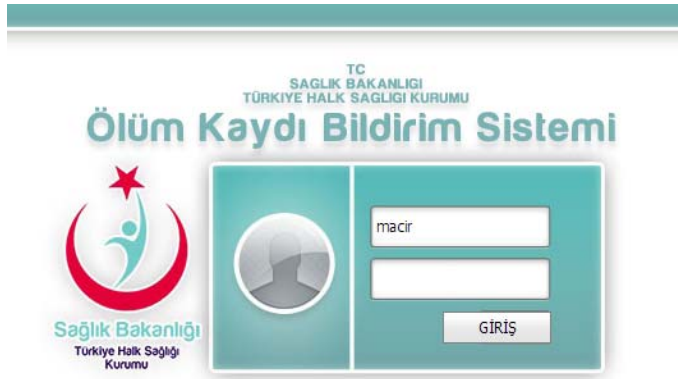 TC
SAGLIK BAKANLIGI
TÜRKIYE HALK SAGLIGI KURUMU
Ölüm Kaydı Bildirim Sistemi
macir
GİRİŞ
Sağlık Bakanlığı
Türkiye Halk Sağlığı
Kurumu